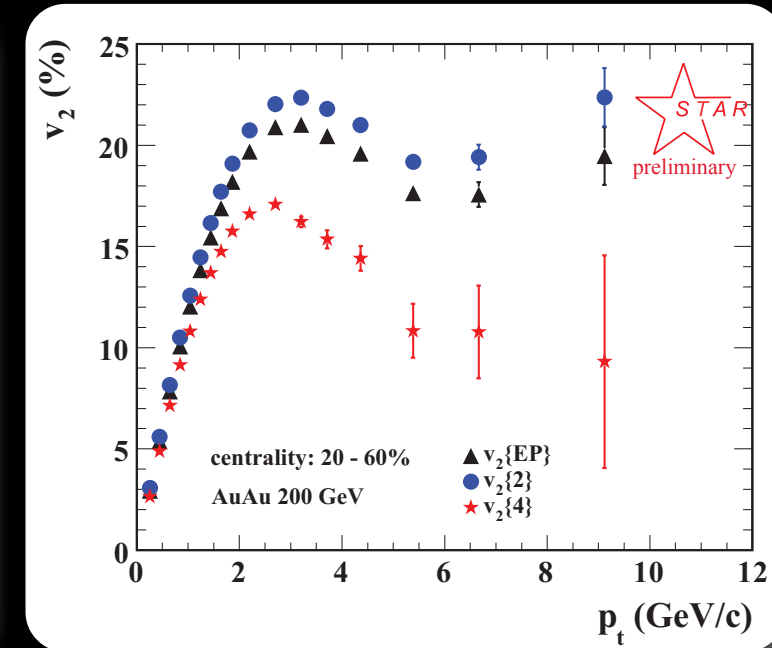 25
20
15
10
5
0
v2 (%)
STAR
preliminary
centrality: 20 - 60%
AuAu 200 GeV
v2{EP}
v2{2}
v2{4}
0 2 4 6 8 10 12
pt (GeV/c)